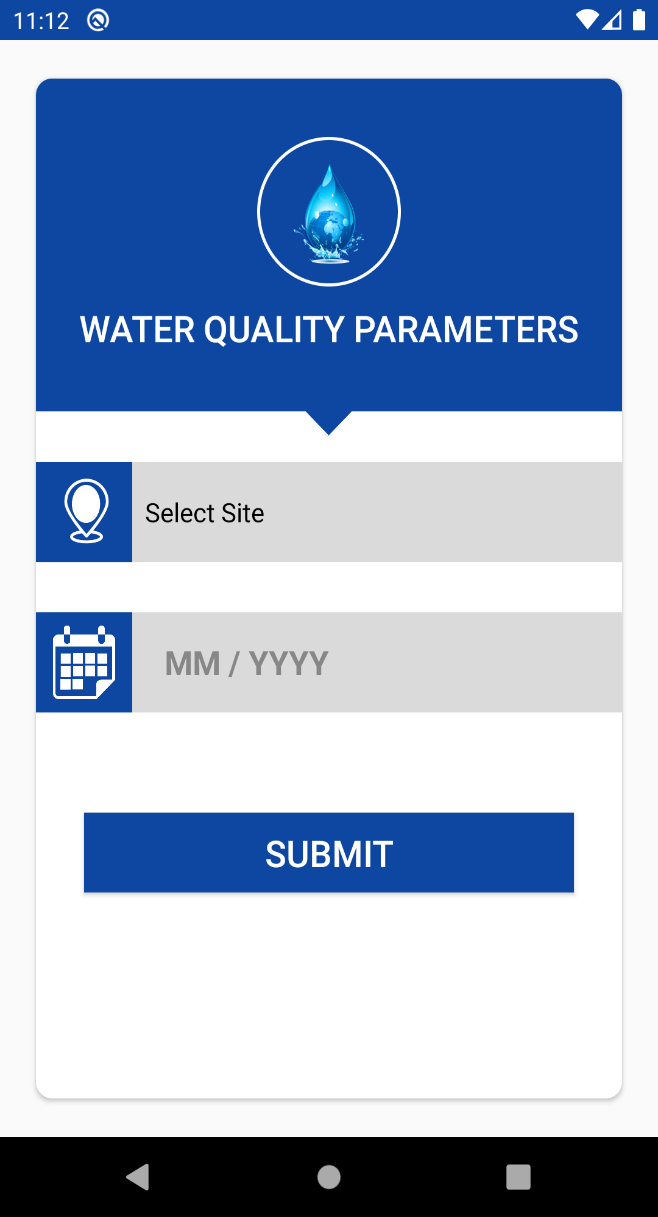 11:12
WATER QUALITY PARAMETERS
Select Site
MM / YYYY
SUBMIT